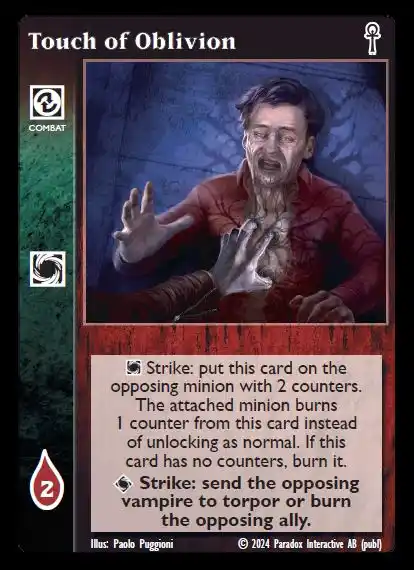 Touch of Oblivion
COMBAT
Strike: put this card on the
opposing minion with 2 counters.
The attached minion burns
1 counter from this card instead
of unlocking as normal. If this
card has no counters, burn it.
Strike: send the opposing
vampire to torpor or burn
the opposing ally.
2
Illus: Paolo Puggioni © 2024 Paradox Interactive AB (publ)